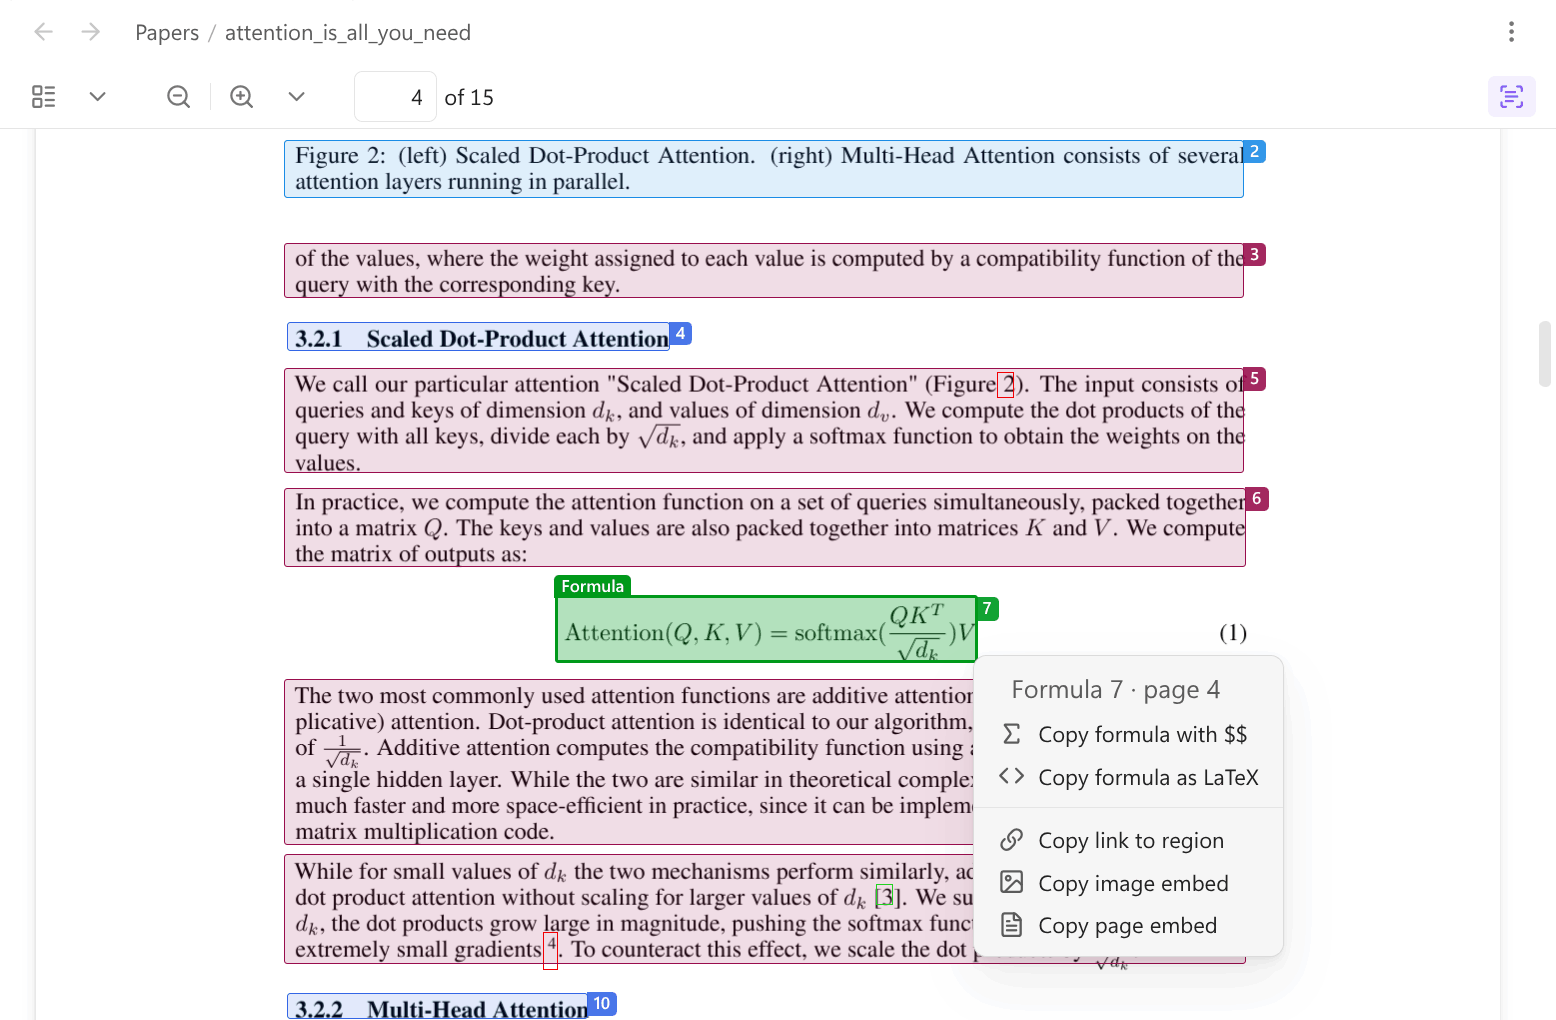 Papers / attention_is_all_you_need
4 of 15
Figure 2: (left) Scaled Dot-Product Attention. (right) Multi-Head Attention consists of several
2
attention layers running in parallel.
of the values, where the weight assigned to each value is computed by a compatibility function of the
3
query with the corresponding key.
3.2.1 Scaled Dot-Product Attention
4
We call our particular attention "Scaled Dot-Product Attention" (Figure 2). The input consists of
5
queries and keys of dimension dₖ, and values of dimension dᵥ. We compute the dot products of the
query with all keys, divide each by √dₖ, and apply a softmax function to obtain the weights on the
values.
In practice, we compute the attention function on a set of queries simultaneously, packed together
6
into a matrix Q. The keys and values are also packed together into matrices K and V. We compute
the matrix of outputs as:
Formula
7
Attention(Q, K, V) = softmax(QKᵀ/√dₖ)V
(1)
The two most commonly used attention functions are additive attention
plicative) attention. Dot-product attention is identical to our algorithm,
of 1/√dₖ. Additive attention computes the compatibility function using
a single hidden layer. While the two are similar in theoretical
much faster and more space-efficient in practice, since it can be
matrix multiplication code.
While for small values of dₖ the two mechanisms perform similarly,
dot product attention without scaling for larger values of dₖ [3]. We
dₖ, the dot products grow large in magnitude, pushing the softmax
extremely small gradients ⁴. To counteract this effect, we scale the dot
√dₖ
Formula 7 · page 4
Copy formula with $$
Copy formula as LaTeX
Copy link to region
Copy image embed
Copy page embed
3.2.2 Multi-Head Attention
10